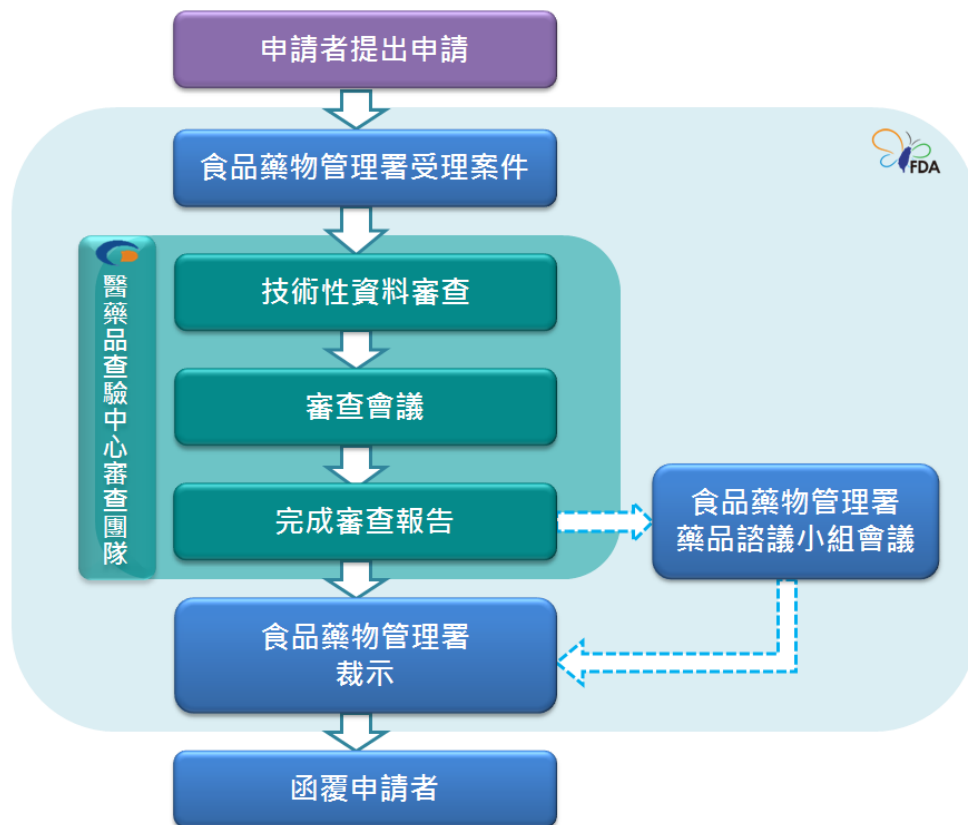 申請者提出申請
食品藥物管理署受理案件
FDA
醫藥品查驗中心審查團隊
技術性資料審查
審查會議
完成審查報告
食品藥物管理署
藥品諮議小組會議
食品藥物管理署
裁示
函覆申請者